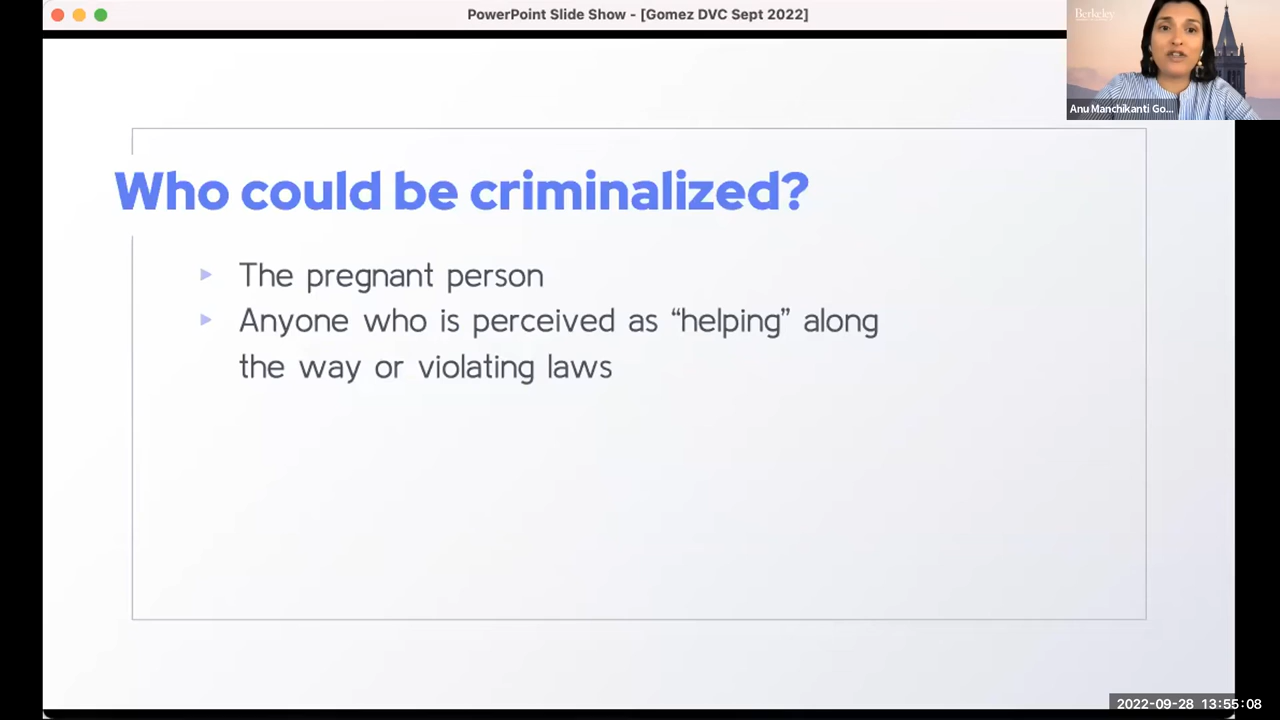 PowerPoint Slide Show - [Gomez DVC Sept 2022]
Berkeley
Anu Manchikanti Go...
Who could be criminalized?
The pregnant person
Anyone who is perceived as “helping” along
the way or violating laws
2022-09-28 13:55:08